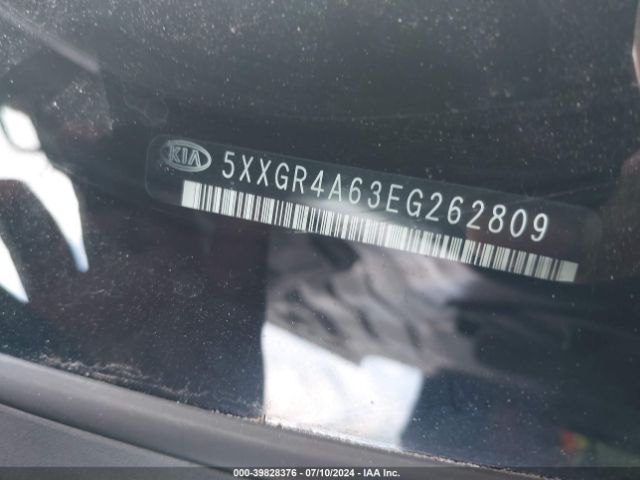 KIA
5XXGR4A63EG262809
000-39828376 - 07/10/2024 - IAA Inc.